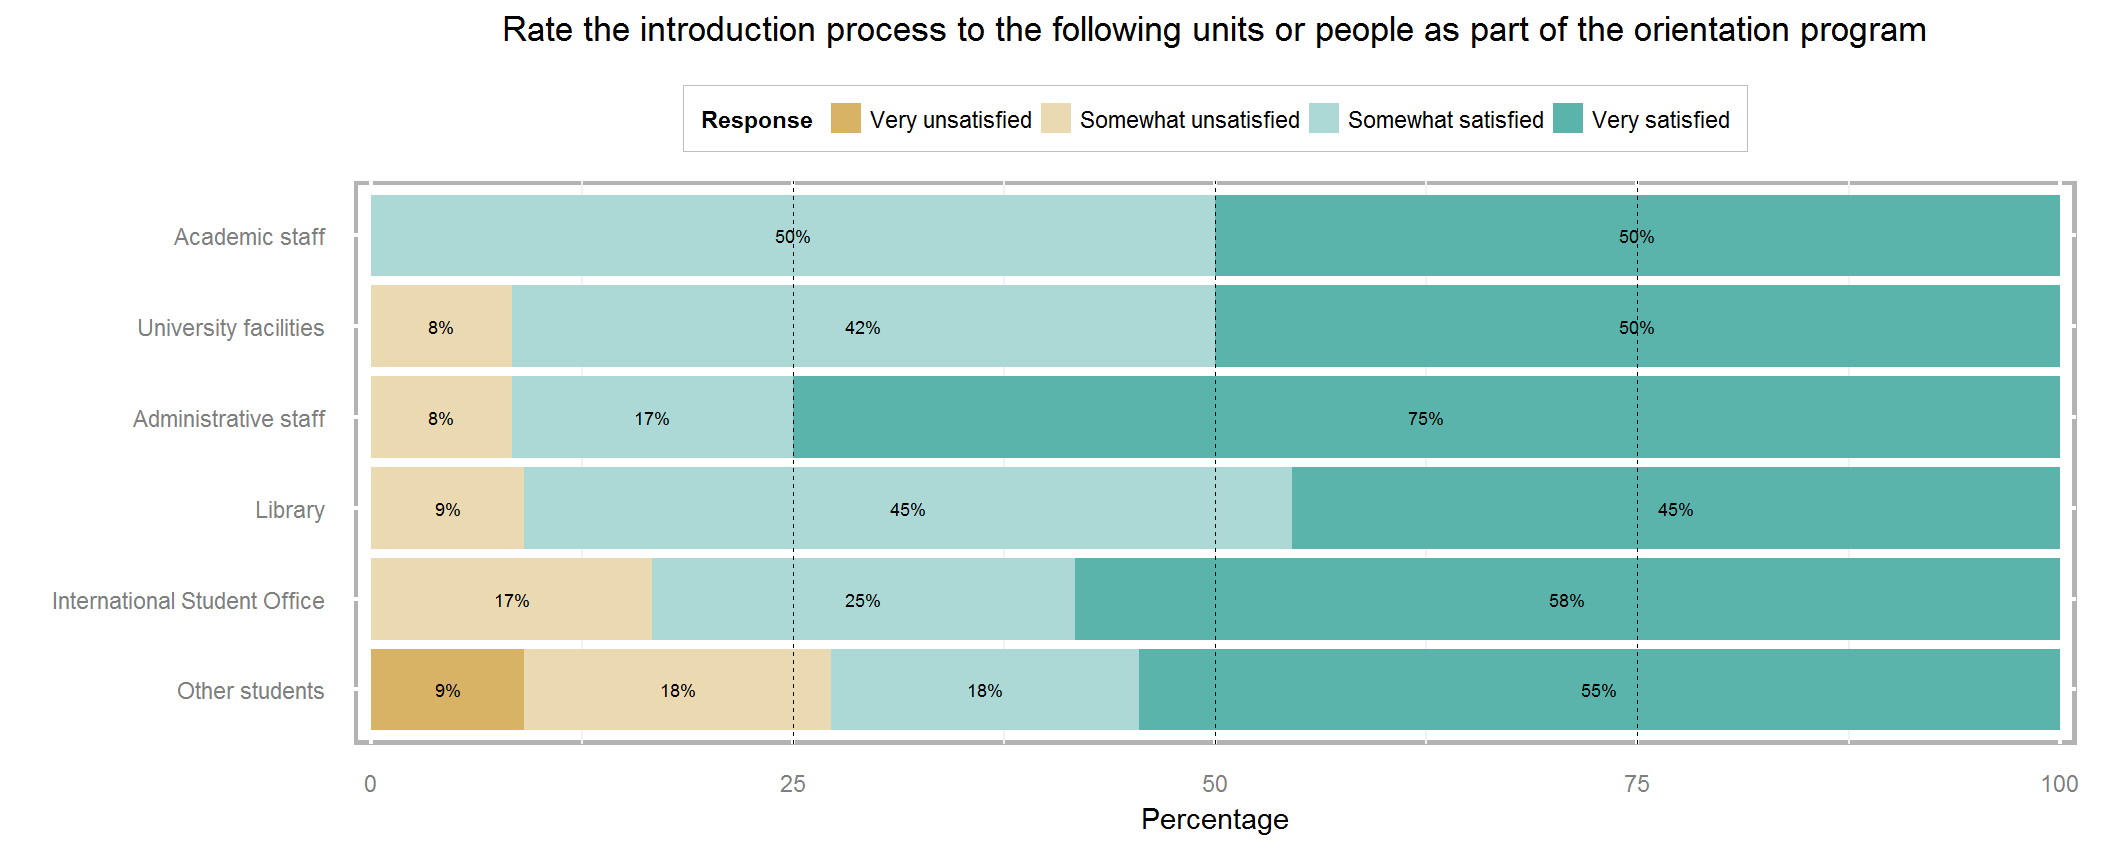 Rate the introduction process to the following units or people as part of the orientation program
Response Very unsatisfied Somewhat unsatisfied Somewhat satisfied Very satisfied
Academic staff 50% 50%
University facilities 8% 42% 50%
Administrative staff 8% 17% 75%
Library 9% 45% 45%
International Student Office 17% 25% 58%
Other students 9% 18% 18% 55%
0 25 50 75 100
Percentage